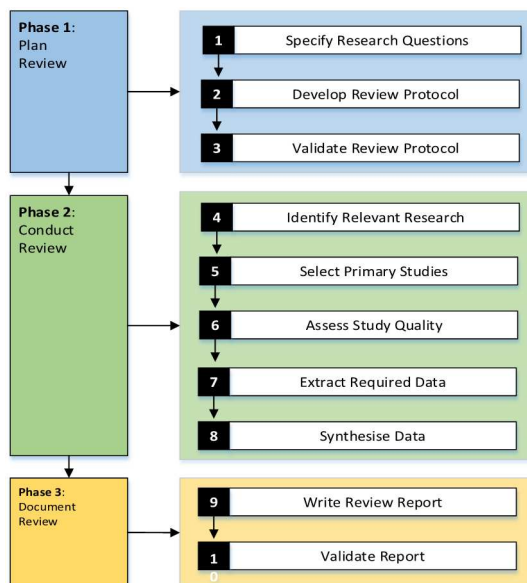 Phase 1:
Plan
Review
1 Specify Research Questions
2 Develop Review Protocol
3 Validate Review Protocol
Phase 2:
Conduct
Review
4 Identify Relevant Research
5 Select Primary Studies
6 Assess Study Quality
7 Extract Required Data
8 Synthesise Data
Phase 3:
Document
Review
9 Write Review Report
10 Validate Report